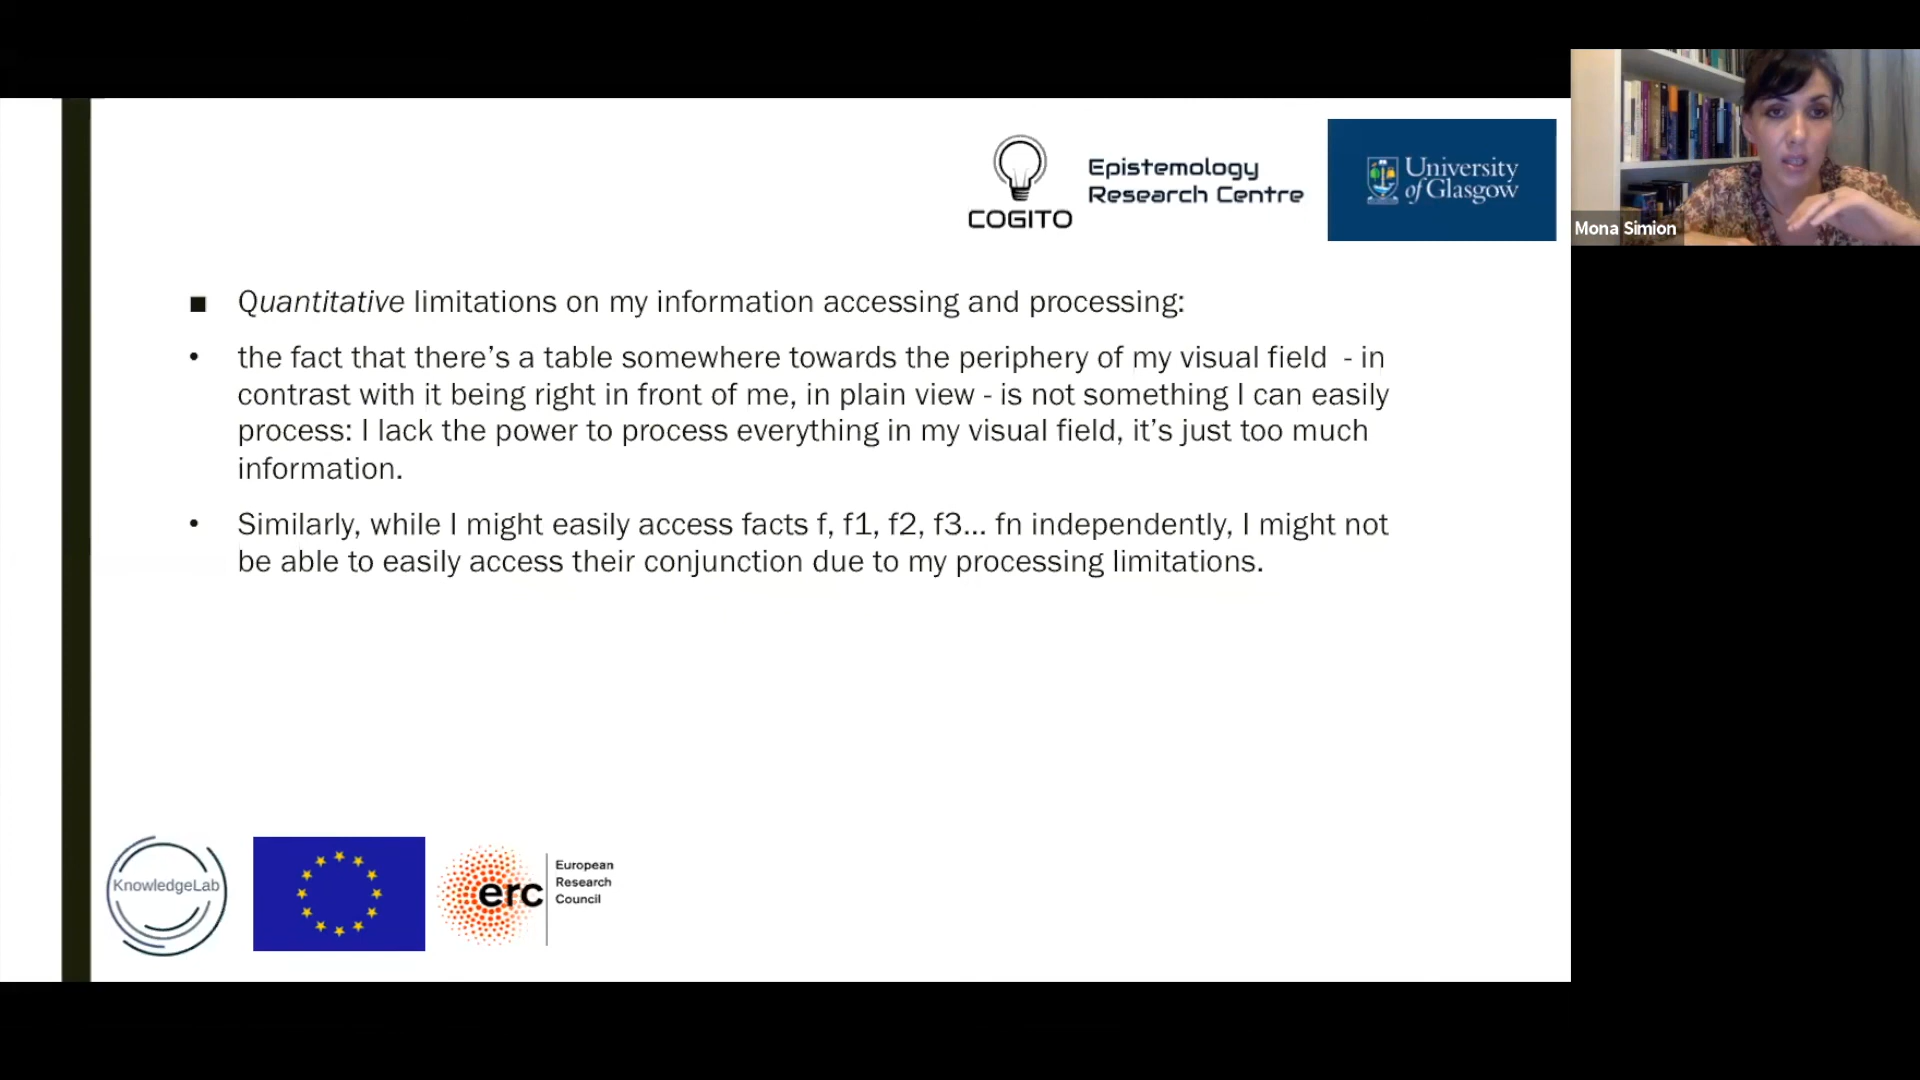 COGITO
Epistemology
Research Centre
University
of Glasgow
Mona Simion
Quantitative limitations on my information accessing and processing:
the fact that there’s a table somewhere towards the periphery of my visual field - in
contrast with it being right in front of me, in plain view - is not something I can easily
process: I lack the power to process everything in my visual field, it’s just too much
information.
Similarly, while I might easily access facts f, f1, f2, f3… fn independently, I might not
be able to easily access their conjunction due to my processing limitations.
KnowledgeLab
erc
European
Research
Council